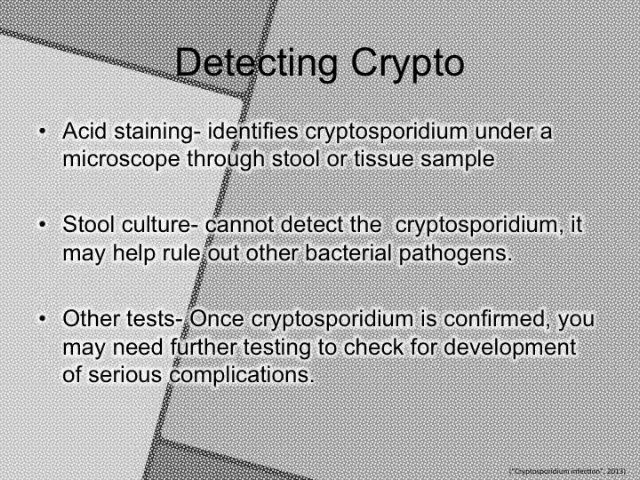 Detecting Crypto
• Acid staining- identifies cryptosporidium under a
microscope through stool or tissue sample
• Stool culture- cannot detect the  cryptosporidium, it
may help rule out other bacterial pathogens.
• Other tests- Once cryptosporidium is confirmed, you
may need further testing to check for development
of serious complications.
("Cryptosporidium infection", 2013)